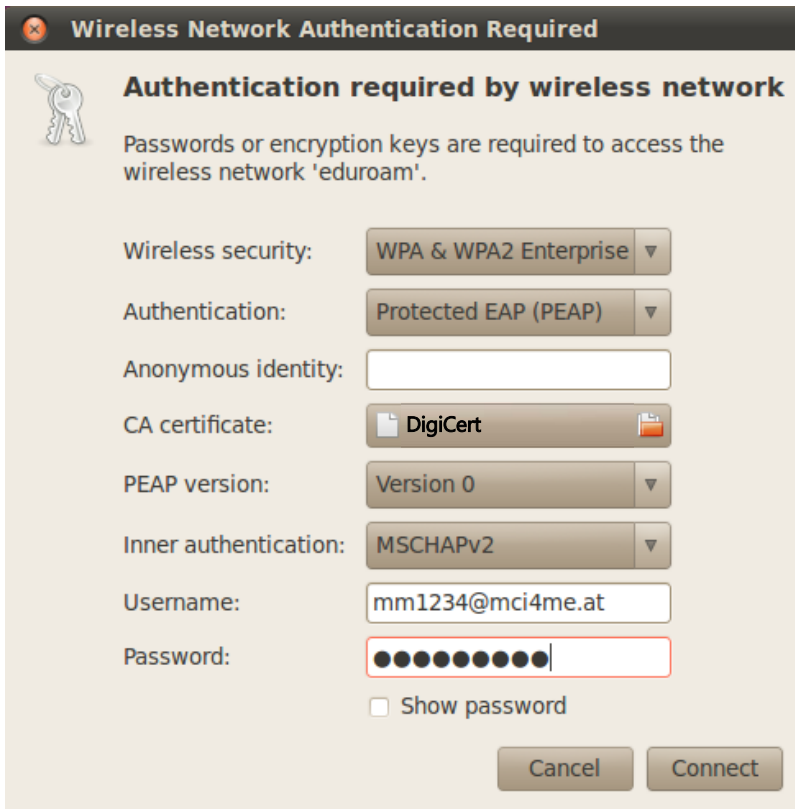 Wireless Network Authentication Required
Authentication required by wireless network
Passwords or encryption keys are required to access the
wireless network 'eduroam'.
Wireless security: WPA & WPA2 Enterprise
Authentication: Protected EAP (PEAP)
Anonymous identity:
CA certificate: DigiCert
PEAP version: Version 0
Inner authentication: MSCHAPv2
Username: mm1234@mci4me.at
Password: ●●●●●●●●●
Show password
Cancel Connect